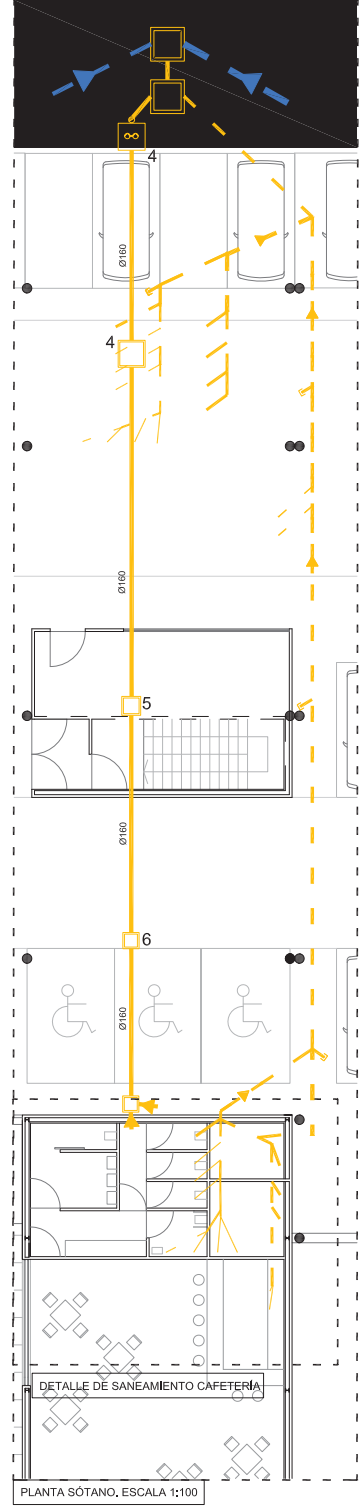 4
Ø160
4
Ø160
5
Ø160
6
Ø160
DETALLE DE SANEAMIENTO CAFETERÍA
PLANTA SÓTANO. ESCALA 1:100